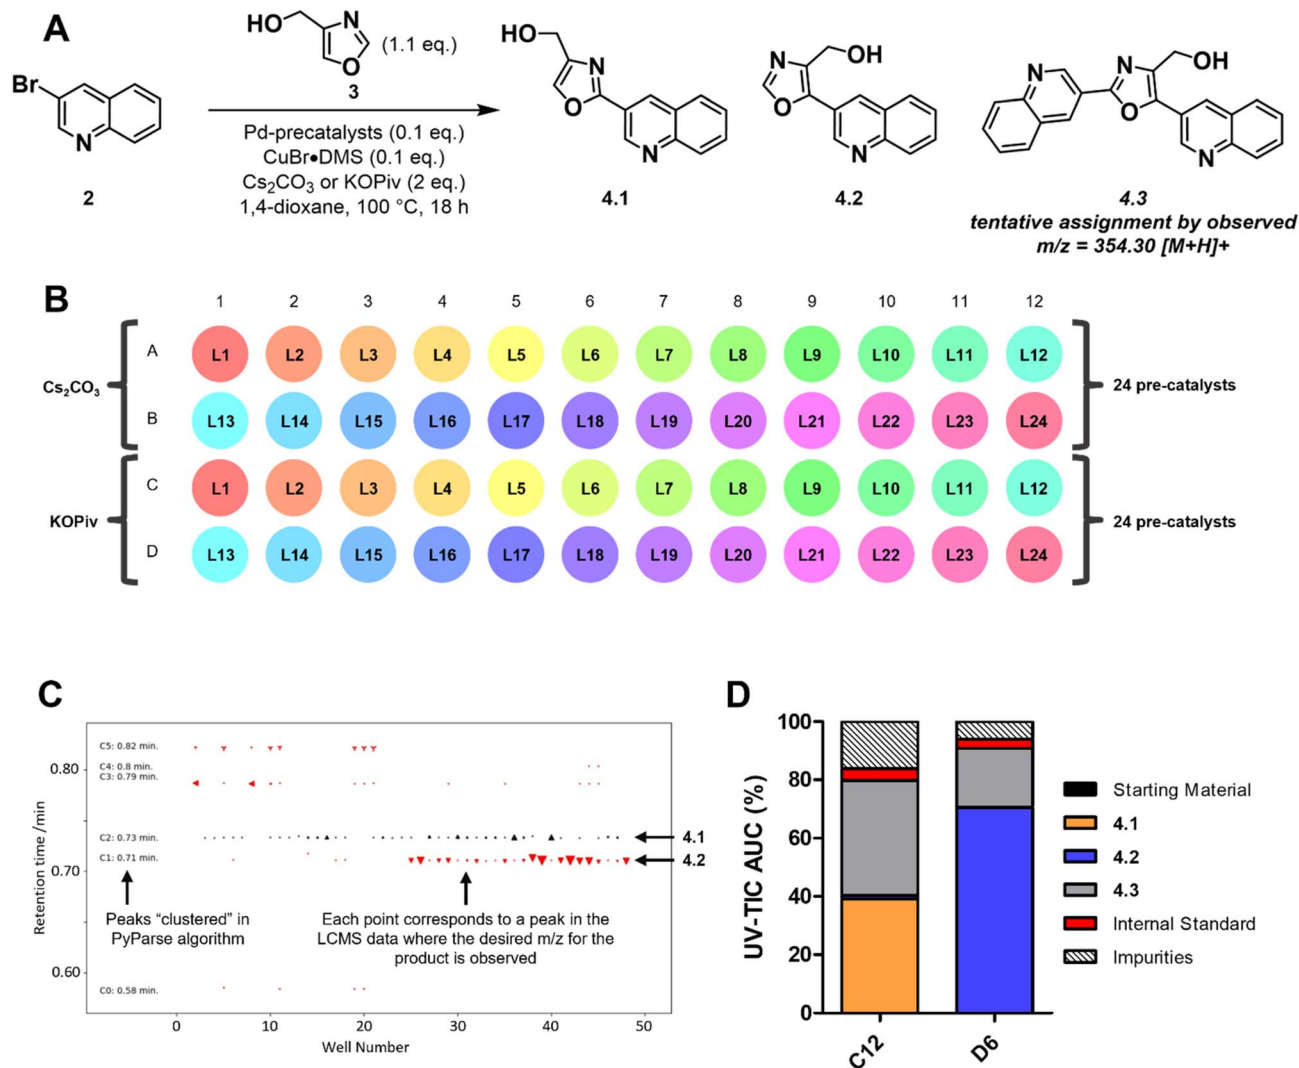 A
HO
N
O
(1.1 eq.)
3
Br
N
2
Pd-precatalysts (0.1 eq.)
CuBr•DMS (0.1 eq.)
Cs₂CO₃ or KOPiv (2 eq.)
1,4-dioxane, 100 °C, 18 h
HO
N
O
N
4.1
N
OH
O
N
4.2
N
N
OH
O
N
4.3
tentative assignment by observed
m/z = 354.30 [M+H]+
B
1 2 3 4 5 6 7 8 9 10 11 12
Cs₂CO₃
A L1 L2 L3 L4 L5 L6 L7 L8 L9 L10 L11 L12
B L13 L14 L15 L16 L17 L18 L19 L20 L21 L22 L23 L24
24 pre-catalysts
KOPiv
C L1 L2 L3 L4 L5 L6 L7 L8 L9 L10 L11 L12
D L13 L14 L15 L16 L17 L18 L19 L20 L21 L22 L23 L24
24 pre-catalysts
C
Retention time /min
0.80
0.70
0.60
C5: 0.82 min.
C4: 0.8 min.
C3: 0.79 min.
C2: 0.73 min.
C1: 0.71 min.
C0: 0.58 min.
4.1
4.2
Peaks “clustered” in
PyParse algorithm
Each point corresponds to a peak in the
LCMS data where the desired m/z for the
product is observed
0 10 20 30 40 50
Well Number
D
UV-TIC AUC (%)
100
80
60
40
20
0
C12
D6
Starting Material
4.1
4.2
4.3
Internal Standard
Impurities